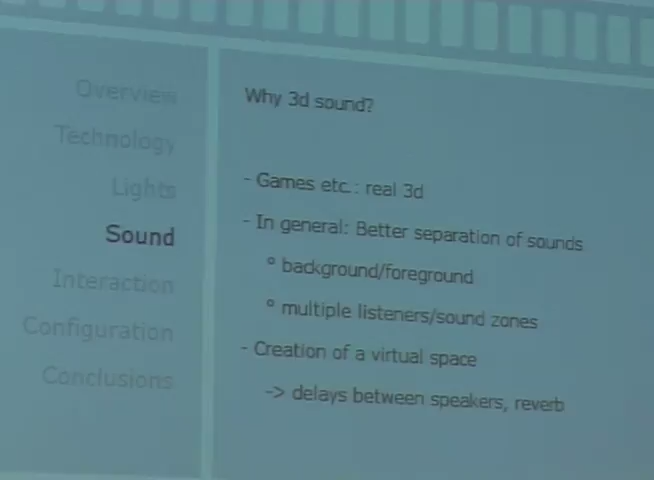 Overview
Technology
Lights
Sound
Interaction
Configuration
Conclusions
Why 3d sound?
- Games etc.: real 3d
- In general: Better separation of sounds
° background/foreground
° multiple listeners/sound zones
- Creation of a virtual space
-> delays between speakers, reverb